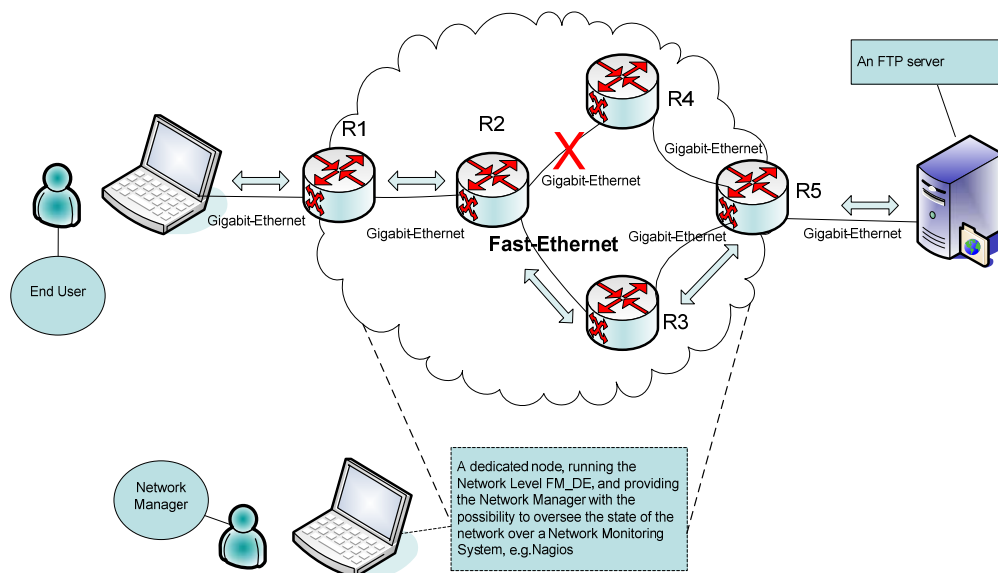 An FTP server
R4
R1
R2
Gigabit-Ethernet
Gigabit-Ethernet
R5
Gigabit-Ethernet
Gigabit-Ethernet
Fast-Ethernet
Gigabit-Ethernet
Gigabit-Ethernet
End User
R3
A dedicated node, running the
Network Level FM_DE, and providing
the Network Manager with the
possibility to oversee the state of the
network over a Network Monitoring
System, e.g.Nagios
Network
Manager